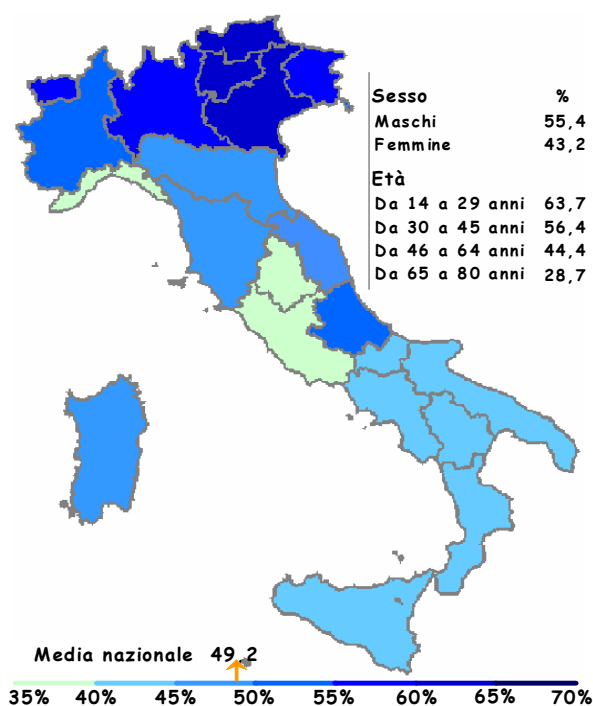 Sesso %
Maschi 55,4
Femmine 43,2
Età
Da 14 a 29 anni 63,7
Da 30 a 45 anni 56,4
Da 46 a 64 anni 44,4
Da 65 a 80 anni 28,7
Media nazionale 49,2
35% 40% 45% 50% 55% 60% 65% 70%